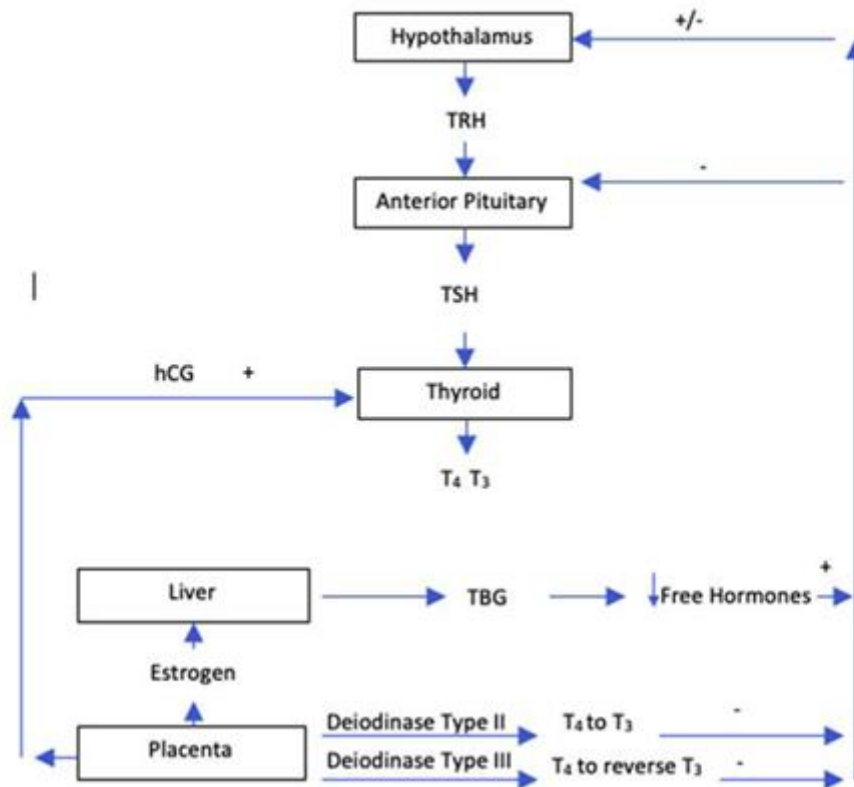 Hypothalamus
+/-
TRH
Anterior Pituitary
-
TSH
hCG +
Thyroid
T₄ T₃
Liver
TBG
Free Hormones
+
Estrogen
Placenta
Deiodinase Type II
T₄ to T₃
-
Deiodinase Type III
T₄ to reverse T₃
-